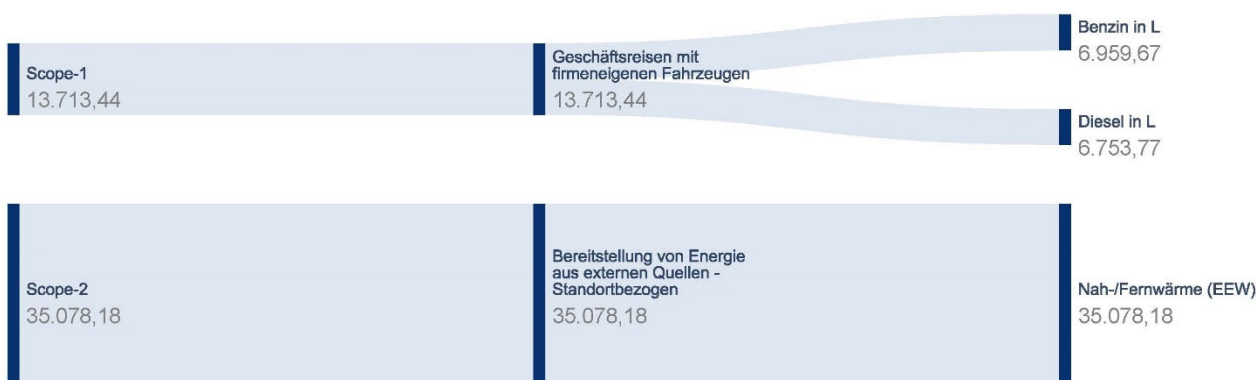 Scope-1
13.713,44
Geschäftsreisen mit
firmeneigenen Fahrzeugen
13.713,44
Benzin in L
6.959,67
Diesel in L
6.753,77
Scope-2
35.078,18
Bereitstellung von Energie
aus externen Quellen -
Standortbezogen
35.078,18
Nah-/Fernwärme (EEW)
35.078,18